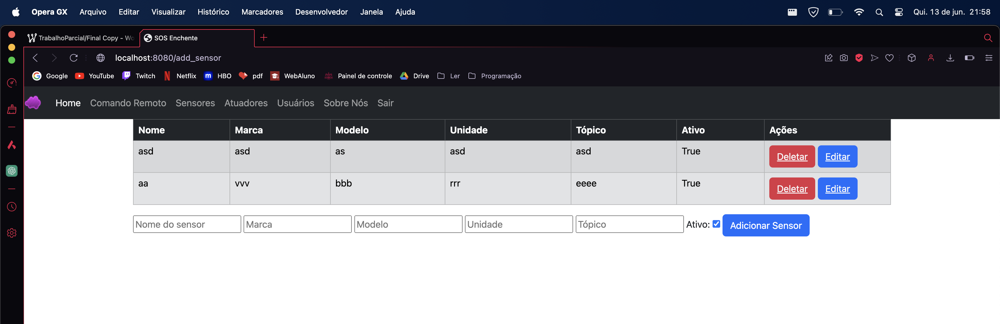 Opera GX Arquivo Editar Visualizar Histórico Marcadores Desenvolvedor Janela Ajuda Qui. 13 de jun. 21:58
TrabalhoParcial/Final Copy - Wo SOS Enchente
localhost:8080/add_sensor
Google YouTube Twitch Netflix m HBO pdf WebAluno Painel de controle Drive Ler Programação
Home Comando Remoto Sensores Atuadores Usuários Sobre Nós Sair
Nome Marca Modelo Unidade Tópico Ativo Ações
asd asd as asd asd True Deletar Editar
aa vvv bbb rrr eeee True Deletar Editar
Nome do sensor Marca Modelo Unidade Tópico Ativo: Adicionar Sensor